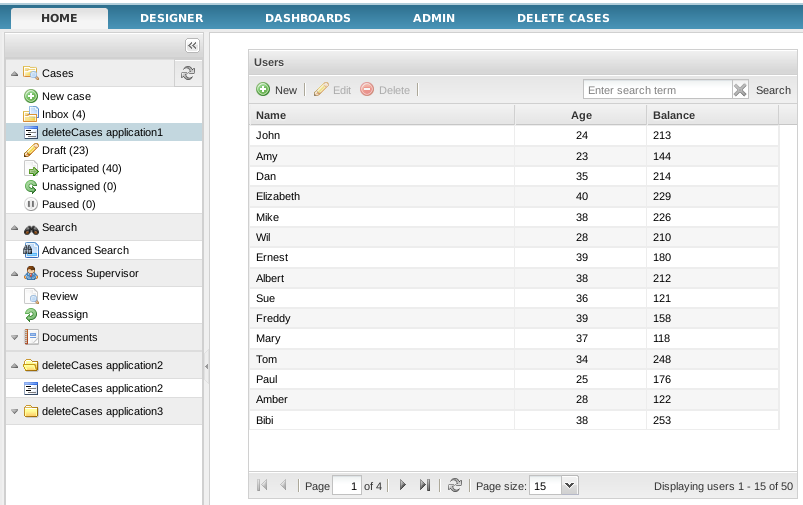 HOME DESIGNER DASHBOARDS ADMIN DELETE CASES
Cases
New case
Inbox (4)
deleteCases application1
Draft (23)
Participated (40)
Unassigned (0)
Paused (0)
Search
Advanced Search
Process Supervisor
Review
Reassign
Documents
deleteCases application2
deleteCases application2
deleteCases application3
Users
New Edit Delete Enter search term Search
Name Age Balance
John 24 213
Amy 23 144
Dan 35 214
Elizabeth 40 229
Mike 38 226
Wil 28 210
Ernest 39 180
Albert 38 212
Sue 36 121
Freddy 39 158
Mary 37 118
Tom 34 248
Paul 25 176
Amber 28 122
Bibi 38 253
Page 1 of 4 Page size: 15 Displaying users 1 - 15 of 50